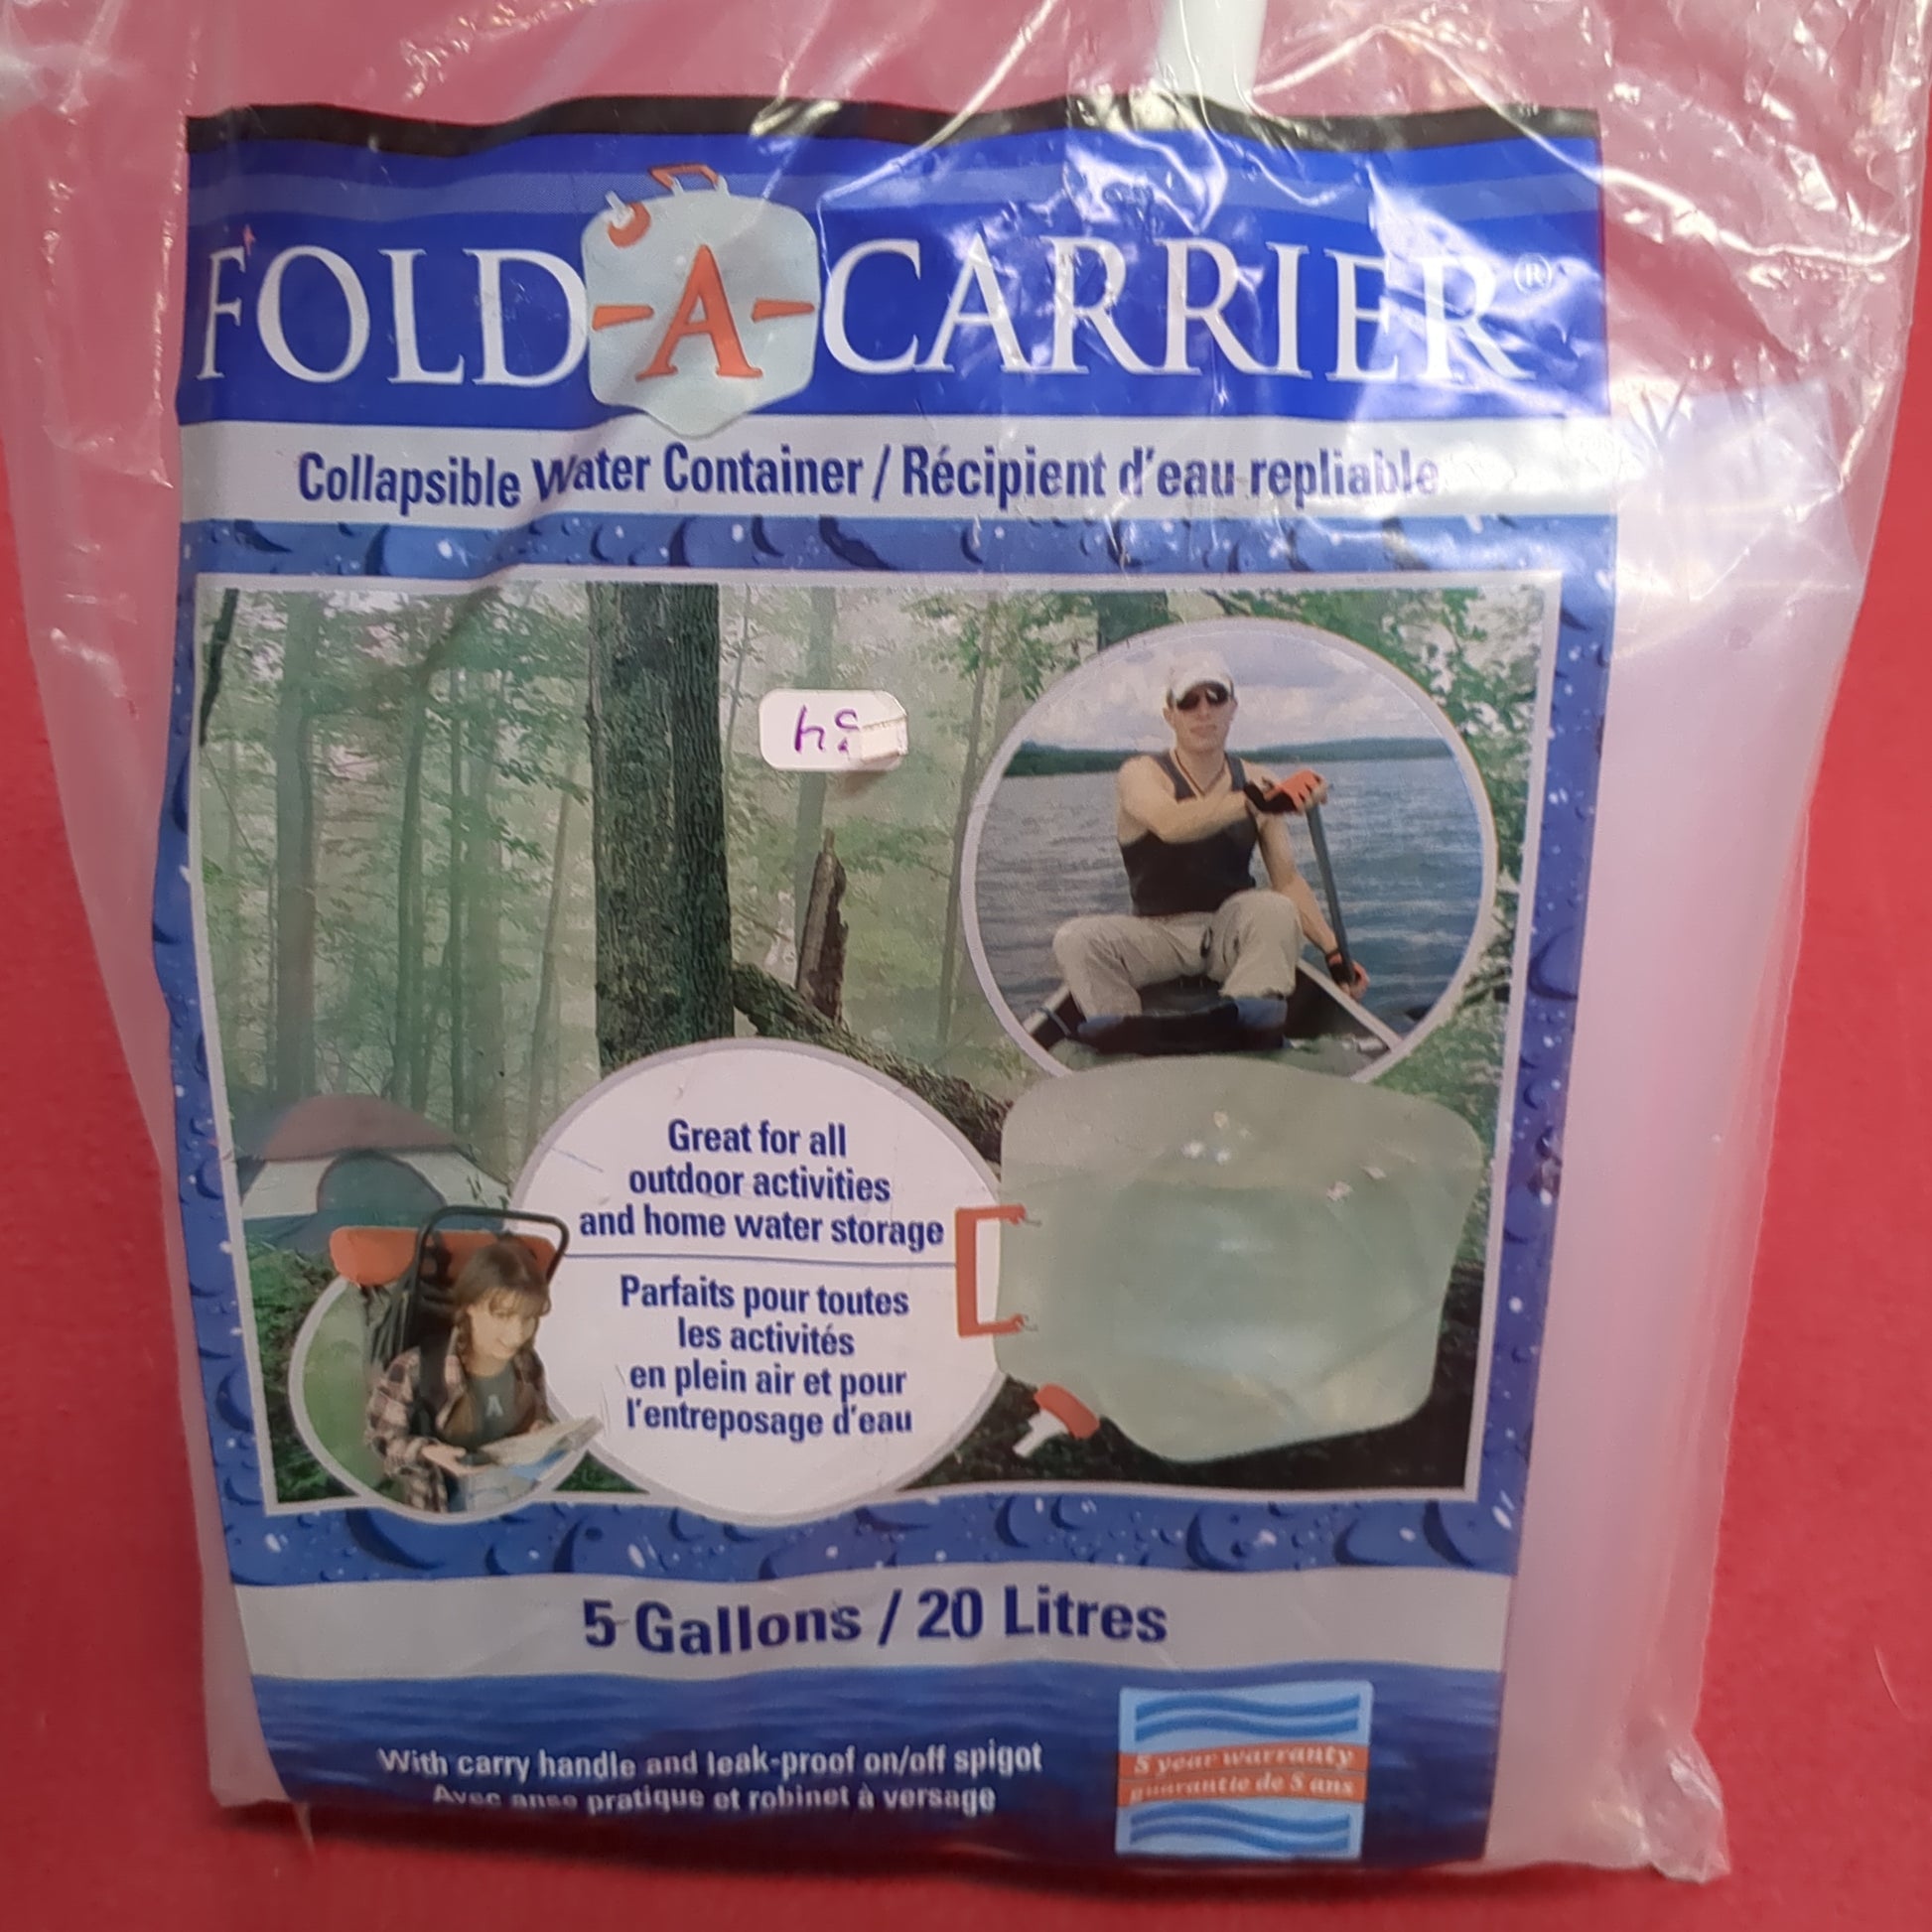 FOLD-A-CARRIER®
Collapsible Water Container / Récipient d'eau repliable
Great for all
outdoor activities
and home water storage
Parfaits pour toutes
les activités
en plein air et pour
l'entreposage d'eau
5 Gallons / 20 Litres
With carry handle and leak-proof on/off spigot
Avec anse pratique et robinet à versage
5 year warranty
guarantie de 5 ans